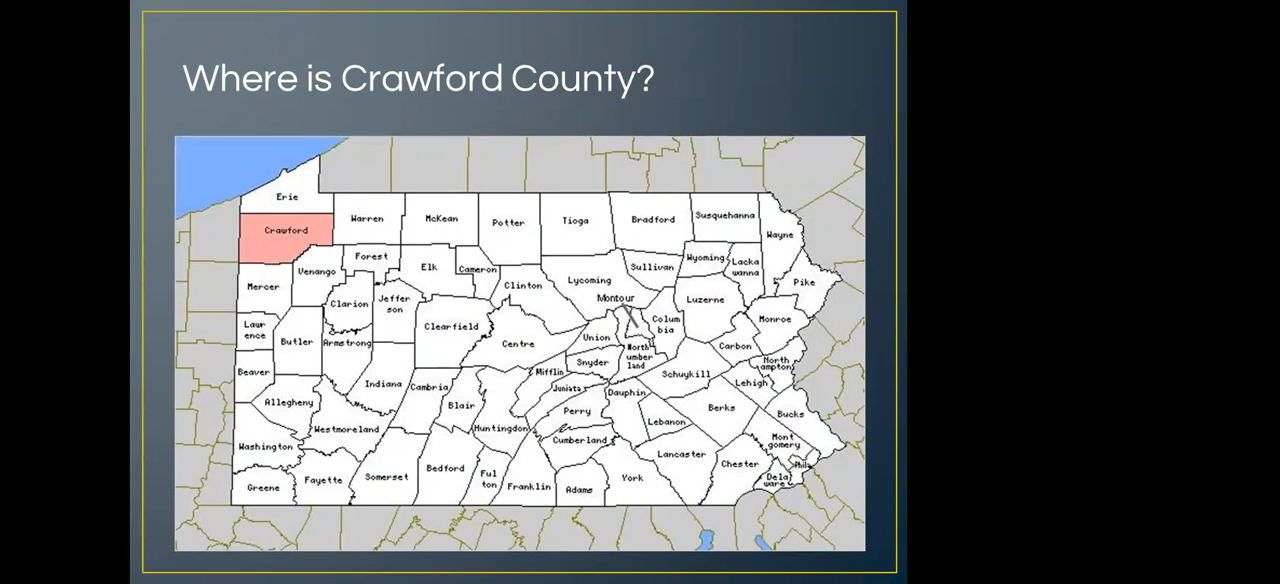 Where is Crawford County?
Erie
Crawford
Warren
McKean
Potter
Tioga
Bradford
Susquehanna
Wayne
Forest
Venango
Elk
Cameron
Clinton
Lycoming
Sullivan
Wyoming
Lacka
wanna
Pike
Mercer
Clarion
Jeffer
son
Clearfield
Centre
Montour
Union
Colum
bia
Luzerne
Monroe
Lawr
ence
Butler
Armstrong
North
umber
land
Carbon
Beaver
Indiana
Cambria
Blair
Mifflin
Snyder
Juniata
Schuykill
North
ampton
Lehigh
Allegheny
Westmoreland
Huntingdon
Perry
Dauphin
Lebanon
Berks
Bucks
Washington
Cumberland
Lancaster
Mont
gomery
Greene
Fayette
Somerset
Bedford
Ful
ton
Franklin
Adams
York
Chester
Dela
ware
Phila